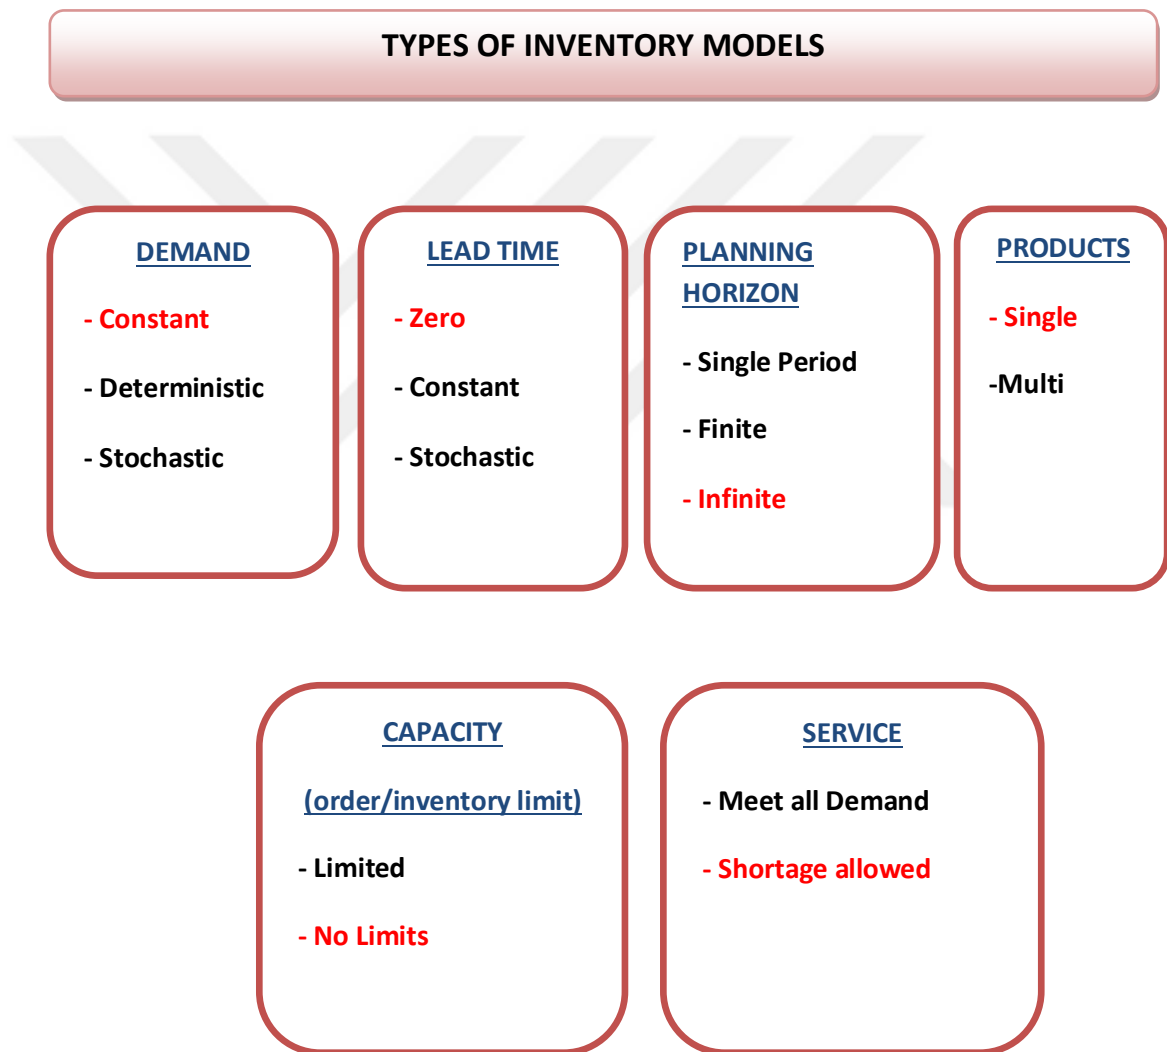 TYPES OF INVENTORY MODELS
DEMAND
- Constant
- Deterministic
- Stochastic
LEAD TIME
- Zero
- Constant
- Stochastic
PLANNING
HORIZON
- Single Period
- Finite
- Infinite
PRODUCTS
- Single
-Multi
CAPACITY
(order/inventory limit)
- Limited
- No Limits
SERVICE
- Meet all Demand
- Shortage allowed